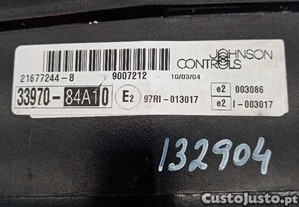 JOHNSON
CONTROLS
21677244-8 9007212 10/03/04
33970-84A10 E2 97RI-013017 e2 003086
e2 I-003017
132904
CustoJusto.pt